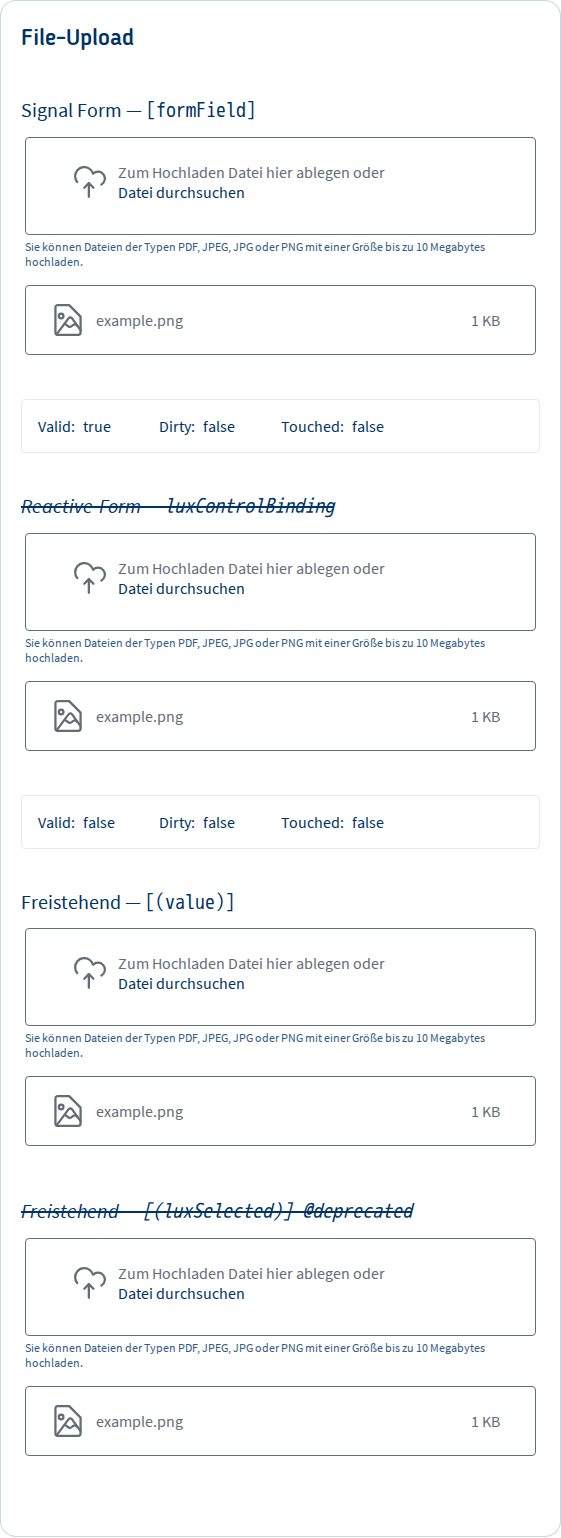 File-Upload
Signal Form — [formField]
Zum Hochladen Datei hier ablegen oder
Datei durchsuchen
Sie können Dateien der Typen PDF, JPEG, JPG oder PNG mit einer Größe bis zu 10 Megabytes
hochladen.
example.png 1 KB
Valid: true Dirty: false Touched: false
Reactive Form — luxControlBinding
Zum Hochladen Datei hier ablegen oder
Datei durchsuchen
Sie können Dateien der Typen PDF, JPEG, JPG oder PNG mit einer Größe bis zu 10 Megabytes
hochladen.
example.png 1 KB
Valid: false Dirty: false Touched: false
Freistehend — [(value)]
Zum Hochladen Datei hier ablegen oder
Datei durchsuchen
Sie können Dateien der Typen PDF, JPEG, JPG oder PNG mit einer Größe bis zu 10 Megabytes
hochladen.
example.png 1 KB
Freistehend — [(luxSelected)] @deprecated
Zum Hochladen Datei hier ablegen oder
Datei durchsuchen
Sie können Dateien der Typen PDF, JPEG, JPG oder PNG mit einer Größe bis zu 10 Megabytes
hochladen.
example.png 1 KB